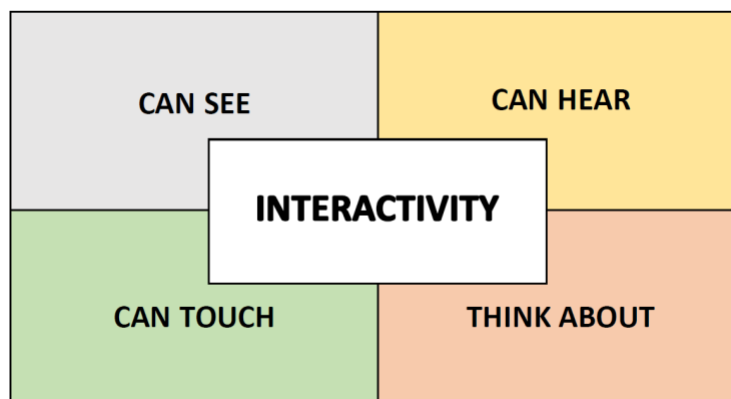 CAN SEE
CAN HEAR
INTERACTIVITY
CAN TOUCH
THINK ABOUT